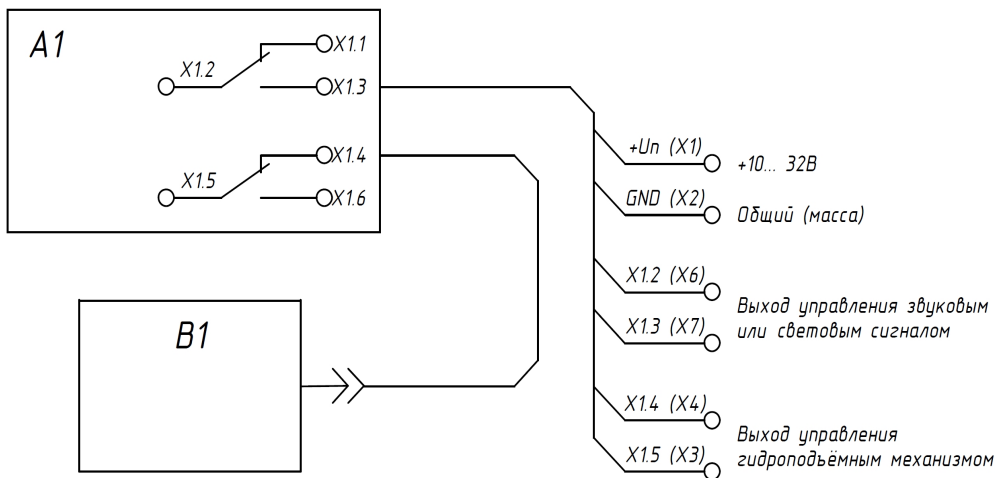 A1
X1.1
X1.2
X1.3
X1.4
X1.5
X1.6
B1
+Uп (X1)
+10... 32В
GND (X2)
Общий (масса)
X1.2 (X6)
X1.3 (X7)
Выход управления звуковым
или световым сигналом
X1.4 (X4)
X1.5 (X3)
Выход управления
гидроподъёмным механизмом